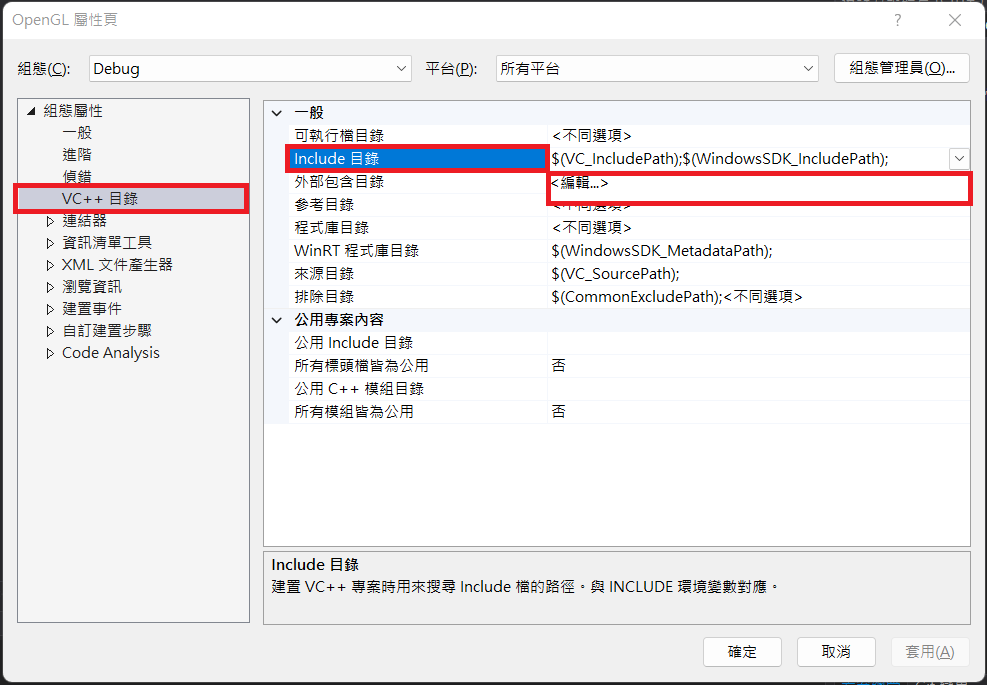 OpenGL 屬性頁
組態(C): Debug 平台(P): 所有平台 組態管理員(O)...
組態屬性
一般
進階
偵錯
VC++ 目錄
連結器
資訊清單工具
XML 文件產生器
瀏覽資訊
建置事件
自訂建置步驟
Code Analysis
一般
可執行檔目錄 <不同選項>
Include 目錄 $(VC_IncludePath);$(WindowsSDK_IncludePath);
外部包含目錄 <編輯...>
參考目錄 <不同選項>
程式庫目錄 <不同選項>
WinRT 程式庫目錄 $(WindowsSDK_MetadataPath);
來源目錄 $(VC_SourcePath);
排除目錄 $(CommonExcludePath);<不同選項>
公用專案內容
公用 Include 目錄
所有標頭檔皆為公用 否
公用 C++ 模組目錄
所有模組皆為公用 否
Include 目錄
建置 VC++ 專案時用來搜尋 Include 檔的路徑。與 INCLUDE 環境變數對應。
確定 取消 套用(A)